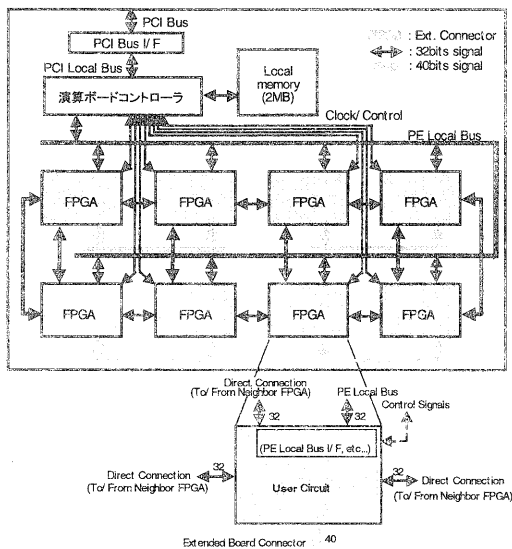 PCI Bus
PCI Bus I/F
PCI Local Bus
演算ボードコントローラ
Local
memory
(2MB)
: Ext. Connector
: 32bits signal
: 40bits signal
Clock/Control
PE Local Bus
FPGA
FPGA
FPGA
FPGA
FPGA
FPGA
FPGA
FPGA
Direct Connection
(To/From Neighbor FPGA)
PE Local Bus
Control Signals
32
32
(PE Local Bus I/F, etc...)
User Circuit
32
Direct Connection
(To/From Neighbor FPGA)
32
Direct Connection
(To/From Neighbor FPGA)
Extended Board Connector
40